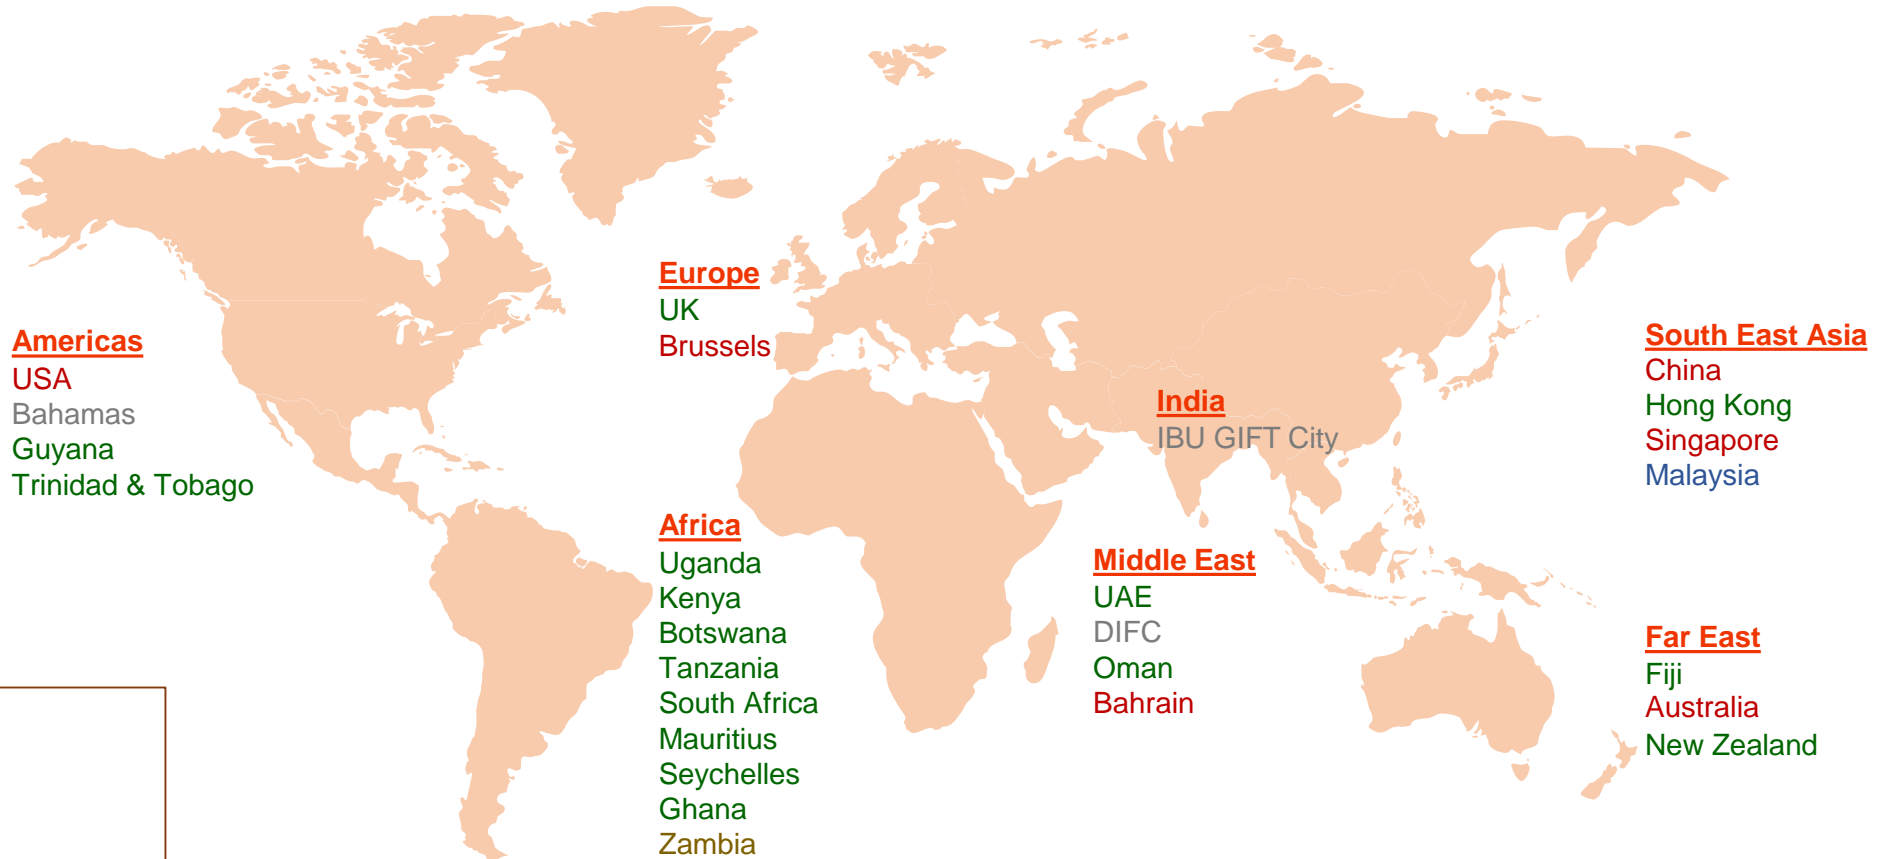 Americas
USA
Bahamas
Guyana
Trinidad & Tobago
Europe
UK
Brussels
Africa
Uganda
Kenya
Botswana
Tanzania
South Africa
Mauritius
Seychelles
Ghana
Zambia
India
IBU GIFT City
Middle East
UAE
DIFC
Oman
Bahrain
South East Asia
China
Hong Kong
Singapore
Malaysia
Far East
Fiji
Australia
New Zealand